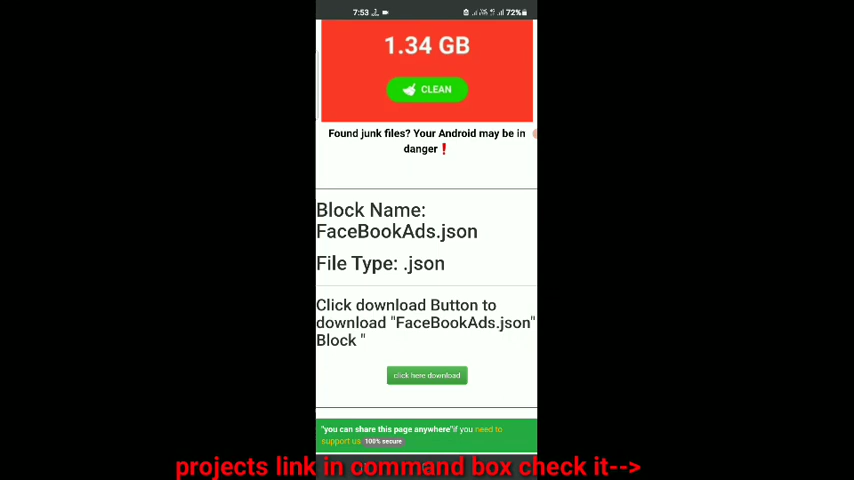 7:53
72%
1.34 GB
CLEAN
Found junk files? Your Android may be in
danger❗
Block Name:
FaceBookAds.json
File Type: .json
Click download Button to
download "FaceBookAds.json"
Block "
click here download
"you can share this page anywhere"if you need to
support us 100% secure
projects link in command box check it-->